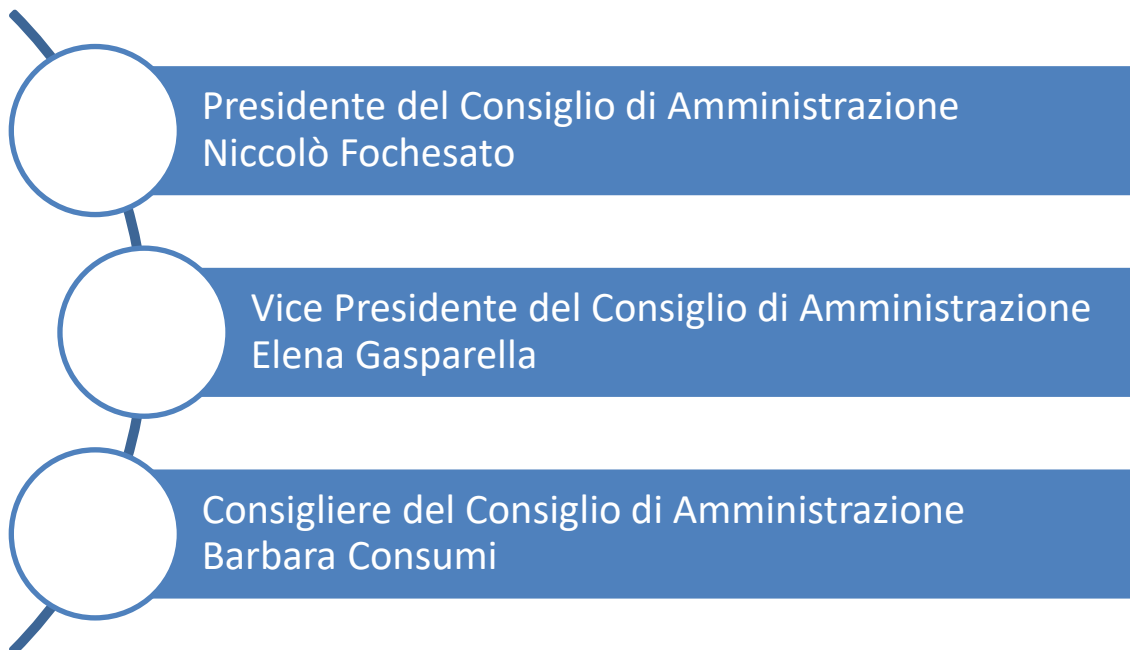 Presidente del Consiglio di Amministrazione
Niccolò Fochesato
Vice Presidente del Consiglio di Amministrazione
Elena Gasparella
Consigliere del Consiglio di Amministrazione
Barbara Consumi